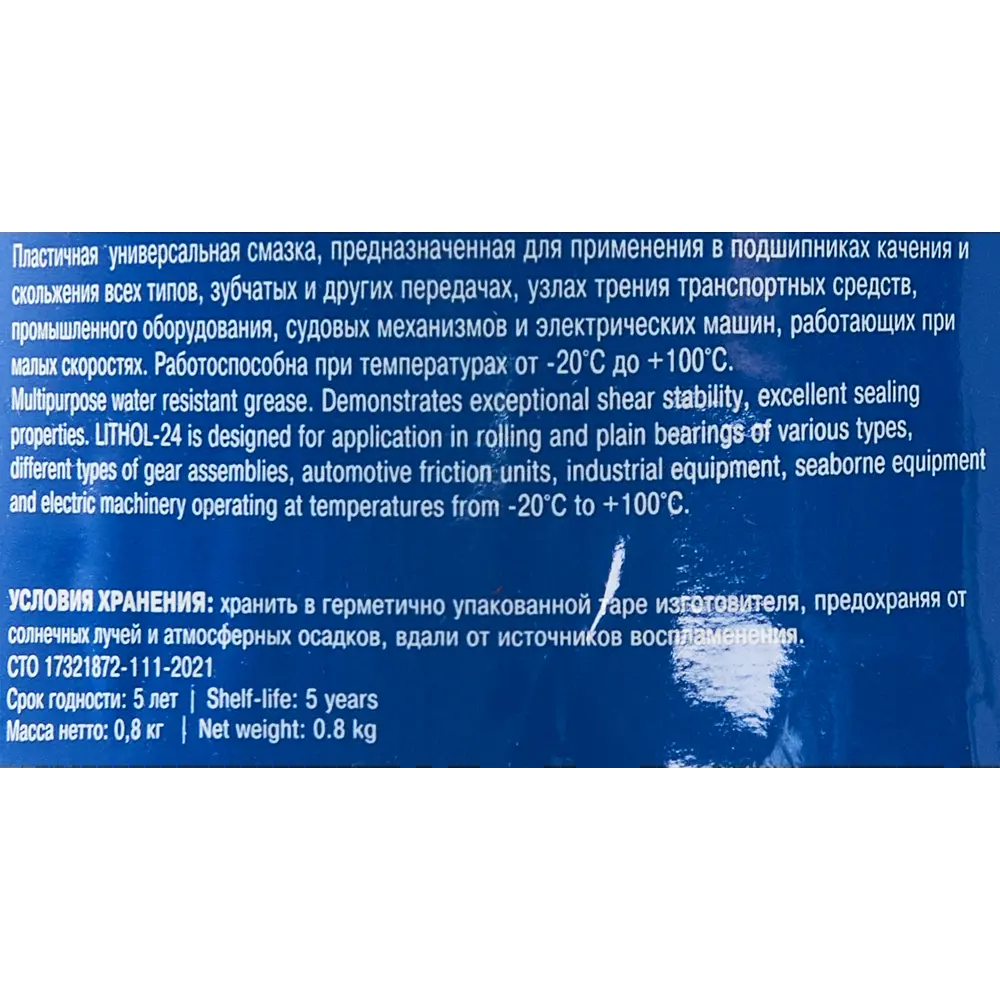 Пластичная универсальная смазка, предназначенная для применения в подшипниках качения и
скольжения всех типов, зубчатых и других передачах, узлах трения транспортных средств,
промышленного оборудования, судовых механизмов и электрических машин, работающих при
малых скоростях. Работоспособна при температурах от -20°С до +100°С.
Multipurpose water resistant grease. Demonstrates exceptional shear stability, excellent sealing
properties. LITHOL-24 is designed for application in rolling and plain bearings of various types,
different types of gear assemblies, automotive friction units, industrial equipment, seaborne equipment
and electric machinery operating at temperatures from -20°C to +100°C.
УСЛОВИЯ ХРАНЕНИЯ: хранить в герметично упакованной таре изготовителя, предохраняя от
солнечных лучей и атмосферных осадков, вдали от источников воспламенения.
СТО 17321872-111-2021
Срок годности: 5 лет | Shelf-life: 5 years
Масса нетто: 0,8 кг | Net weight: 0.8 kg